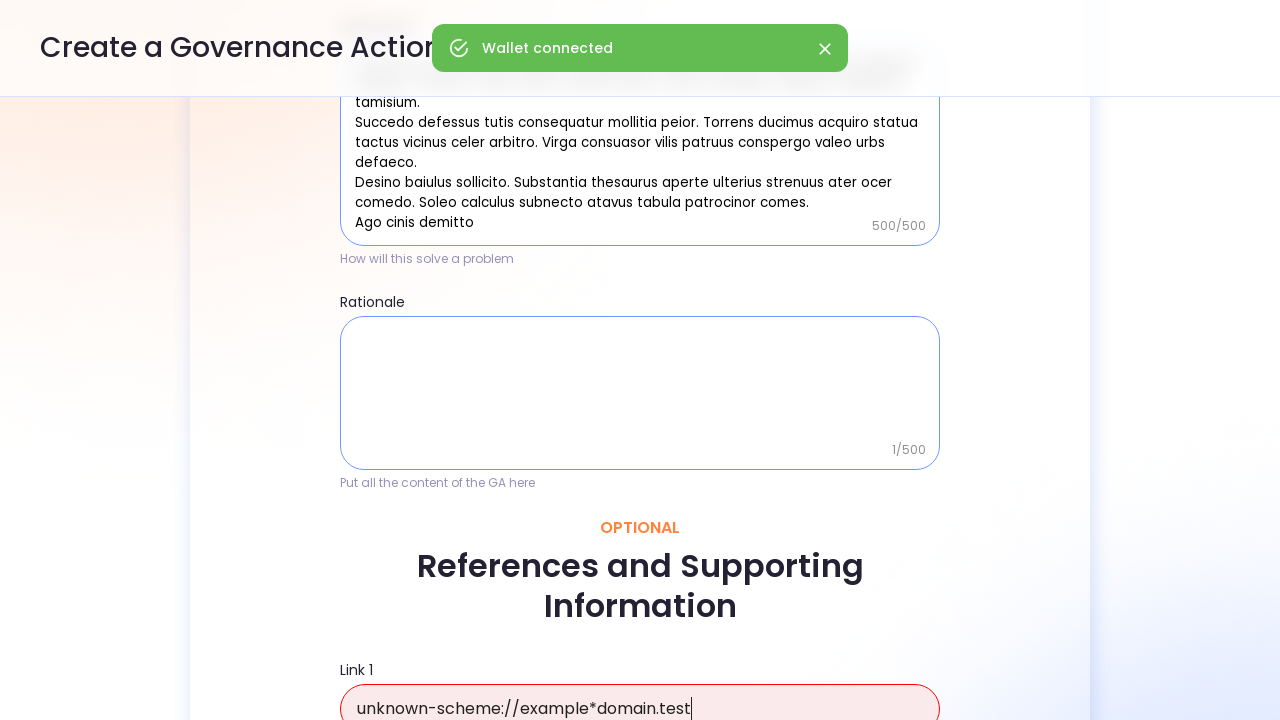 Create a Governance Action
Wallet connected
tamisium.
Succedo defessus tutis consequatur mollitia peior. Torrens ducimus acquiro statua
tactus vicinus celer arbitro. Virga consuasor vilis patruus conspergo valeo urbs
defaeco.
Desino baiulus sollicito. Substantia thesaurus aperte ulterius strenuus ater ocer
comedo. Soleo calculus subnecto atavus tabula patrocinor comes.
Ago cinis demitto
500/500
How will this solve a problem
Rationale
1/500
Put all the content of the GA here
OPTIONAL
References and Supporting
Information
Link 1
unknown-scheme://example*domain.test